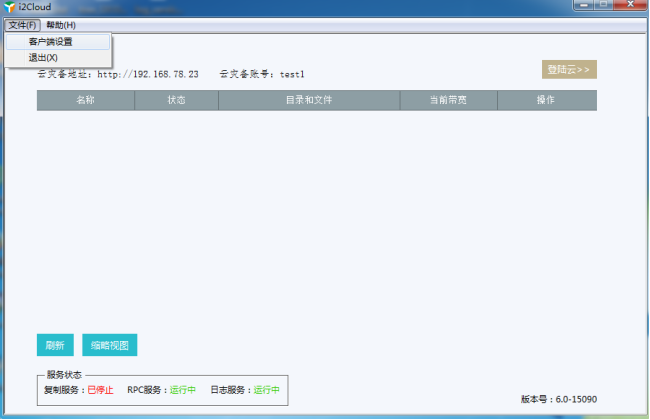 i2Cloud
文件(F) 帮助(H)
客户端设置
退出(X)
云灾备地址：http://192.168.78.23 云灾备账号：test1 登陆云>>
名称 状态 目录和文件 当前带宽 操作
刷新 缩略视图
服务状态
复制服务：已停止 RPC服务：运行中 日志服务：运行中
版本号：6.0-15090